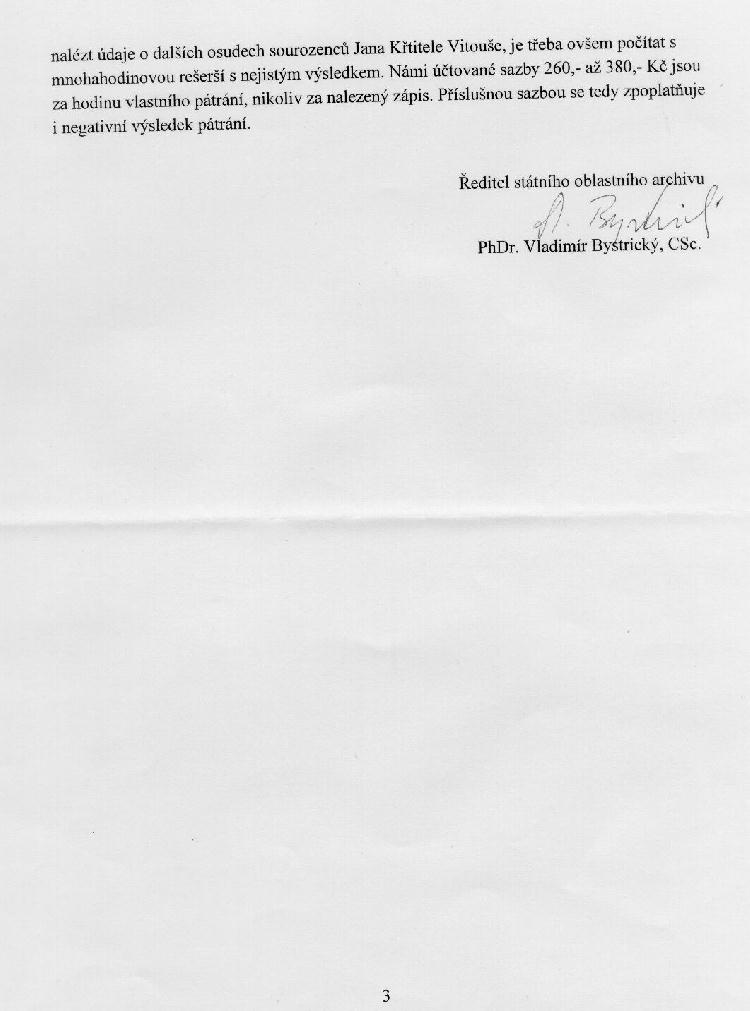 nalézt údaje o dalších osudech sourozenců Jana Křtitele Vitouše, je třeba ovšem počítat s
mnohahodinovou rešerší s nejistým výsledkem. Námi účtované sazby 260,- až 380,- Kč jsou
za hodinu vlastního pátrání, nikoliv za nalezený zápis. Příslušnou sazbou se tedy zpoplatňuje
i negativní výsledek pátrání.
Ředitel státního oblastního archivu
PhDr. Vladimír Bystrický, CSc.
3